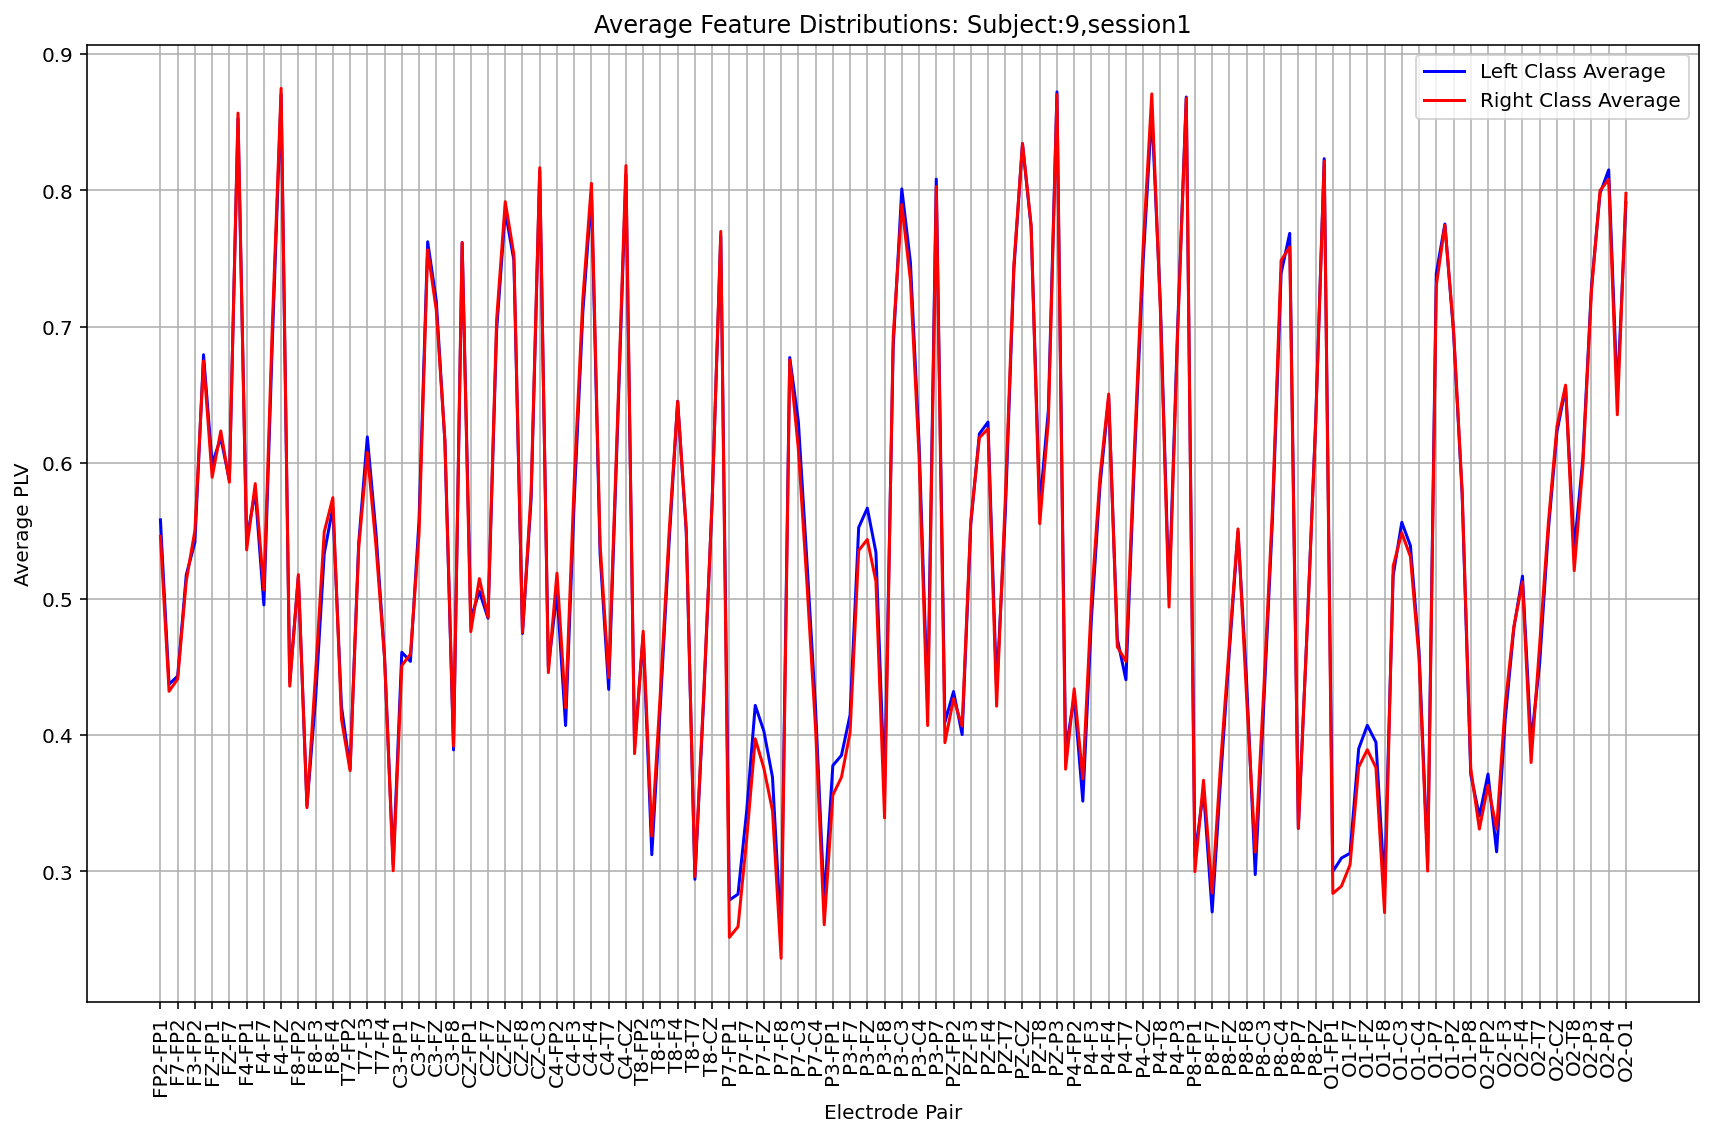 Average Feature Distributions: Subject:9,session1
Left Class Average
Right Class Average
Average PLV
0.9
0.8
0.7
0.6
0.5
0.4
0.3
FP2-FP1
F7-FP2
F3-FP2
FZ-FP1
FZ-F7
F4-FP1
F4-F7
F4-FZ
F8-FP2
F8-F3
F8-F4
T7-FP2
T7-F3
T7-F4
C3-FP1
C3-F7
C3-FZ
C3-F8
CZ-FP1
CZ-F7
CZ-FZ
CZ-F8
CZ-C3
C4-FP2
C4-F3
C4-F4
C4-T7
C4-CZ
T8-FP2
T8-F3
T8-F4
T8-T7
T8-CZ
P7-FP1
P7-F7
P7-FZ
P7-F8
P7-C3
P7-C4
P3-FP1
P3-F7
P3-FZ
P3-F8
P3-C3
P3-C4
P3-P7
PZ-FP2
PZ-F3
PZ-F4
PZ-T7
PZ-CZ
PZ-T8
PZ-P3
P4-FP2
P4-F3
P4-F4
P4-T7
P4-CZ
P4-T8
P4-P3
P8-FP1
P8-F7
P8-FZ
P8-F8
P8-C3
P8-C4
P8-P7
P8-PZ
O1-FP1
O1-F7
O1-FZ
O1-F8
O1-C3
O1-C4
O1-P7
O1-PZ
O1-P8
O2-FP2
O2-F3
O2-F4
O2-T7
O2-CZ
O2-T8
O2-P3
O2-P4
O2-O1
Electrode Pair